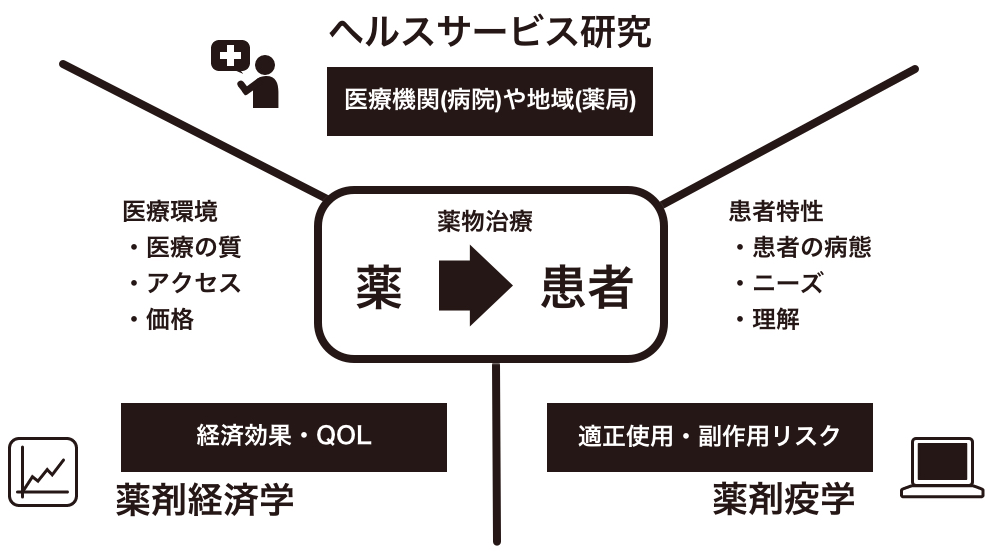 ヘルスサービス研究
医療機関(病院)や地域(薬局)
医療環境
・医療の質
・アクセス
・価格
薬物治療
薬 患者
患者特性
・患者の病態
・ニーズ
・理解
経済効果・QOL
薬剤経済学
適正使用・副作用リスク
薬剤疫学